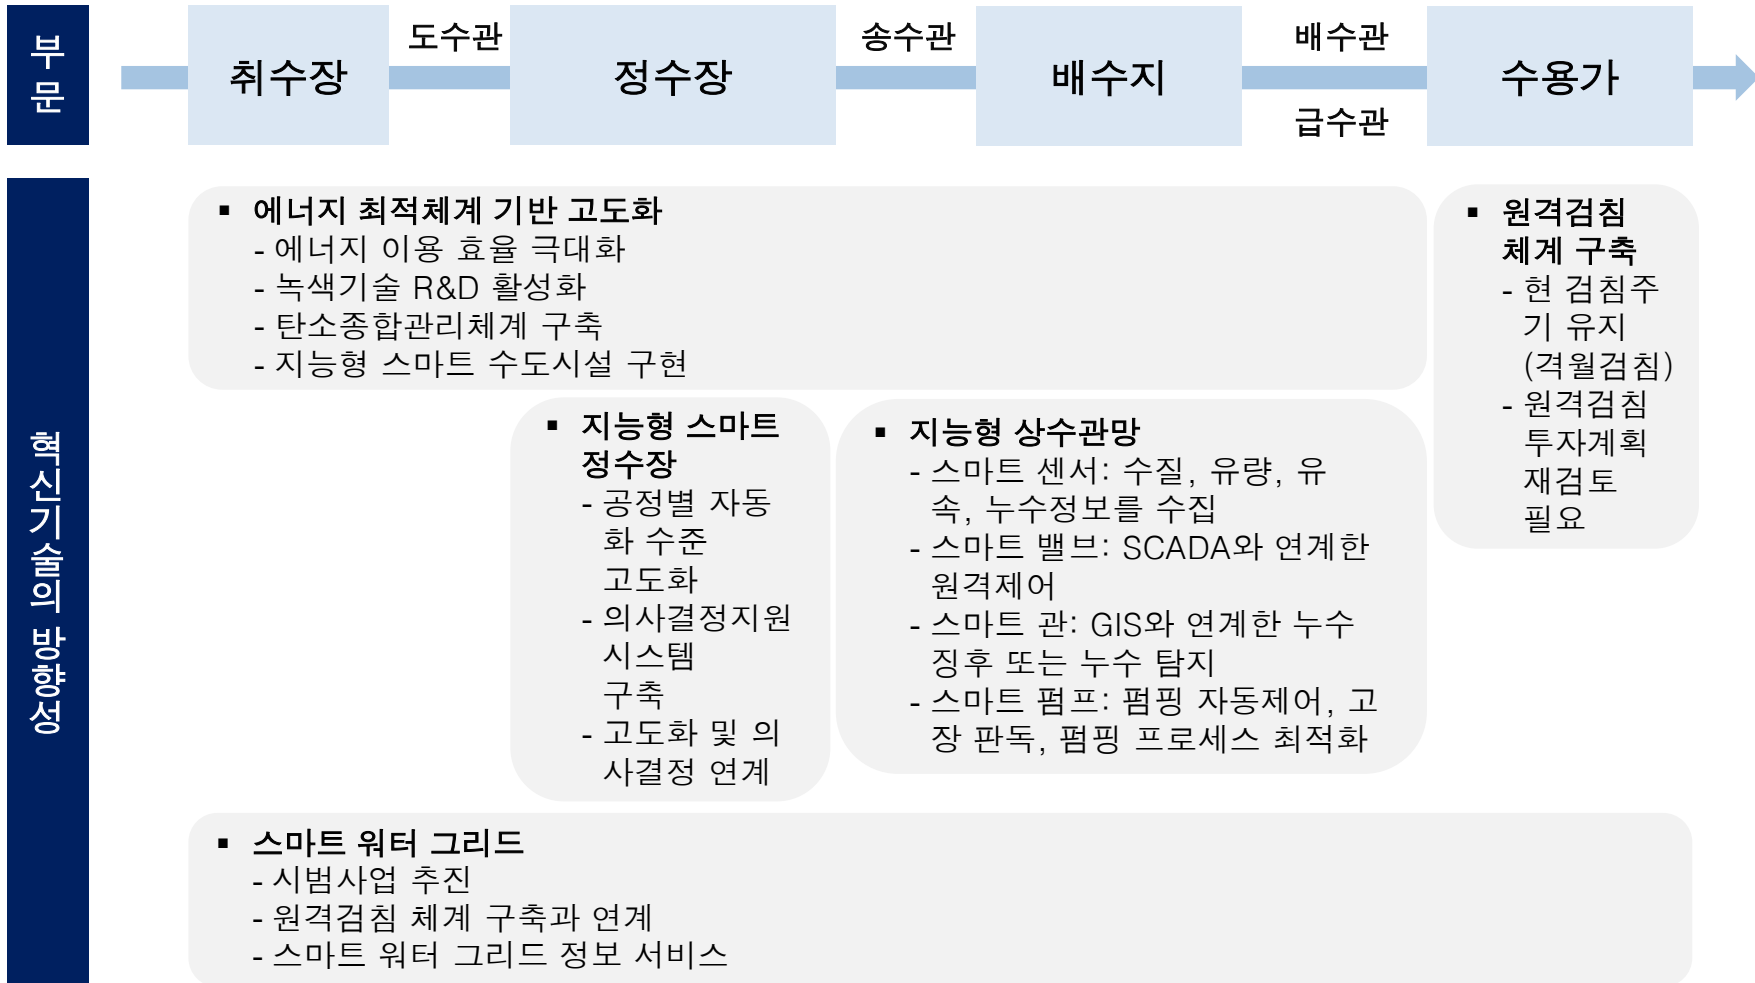 부문
취수장
도수관
정수장
송수관
배수지
배수관
급수관
수용가
혁신기술의 방향성
▪ 에너지 최적체계 기반 고도화
- 에너지 이용 효율 극대화
- 녹색기술 R&D 활성화
- 탄소종합관리체계 구축
- 지능형 스마트 수도시설 구현
▪ 원격검침
체계 구축
- 현 검침주
기 유지
(격월검침)
- 원격검침
투자계획
재검토
필요
▪ 지능형 스마트
정수장
- 공정별 자동
화 수준
고도화
- 의사결정지원
시스템
구축
- 고도화 및 의
사결정 연계
▪ 지능형 상수관망
- 스마트 센서: 수질, 유량, 유
속, 누수정보를 수집
- 스마트 밸브: SCADA와 연계한
원격제어
- 스마트 관: GIS와 연계한 누수
징후 또는 누수 탐지
- 스마트 펌프: 펌핑 자동제어, 고
장 판독, 펌핑 프로세스 최적화
▪ 스마트 워터 그리드
- 시범사업 추진
- 원격검침 체계 구축과 연계
- 스마트 워터 그리드 정보 서비스